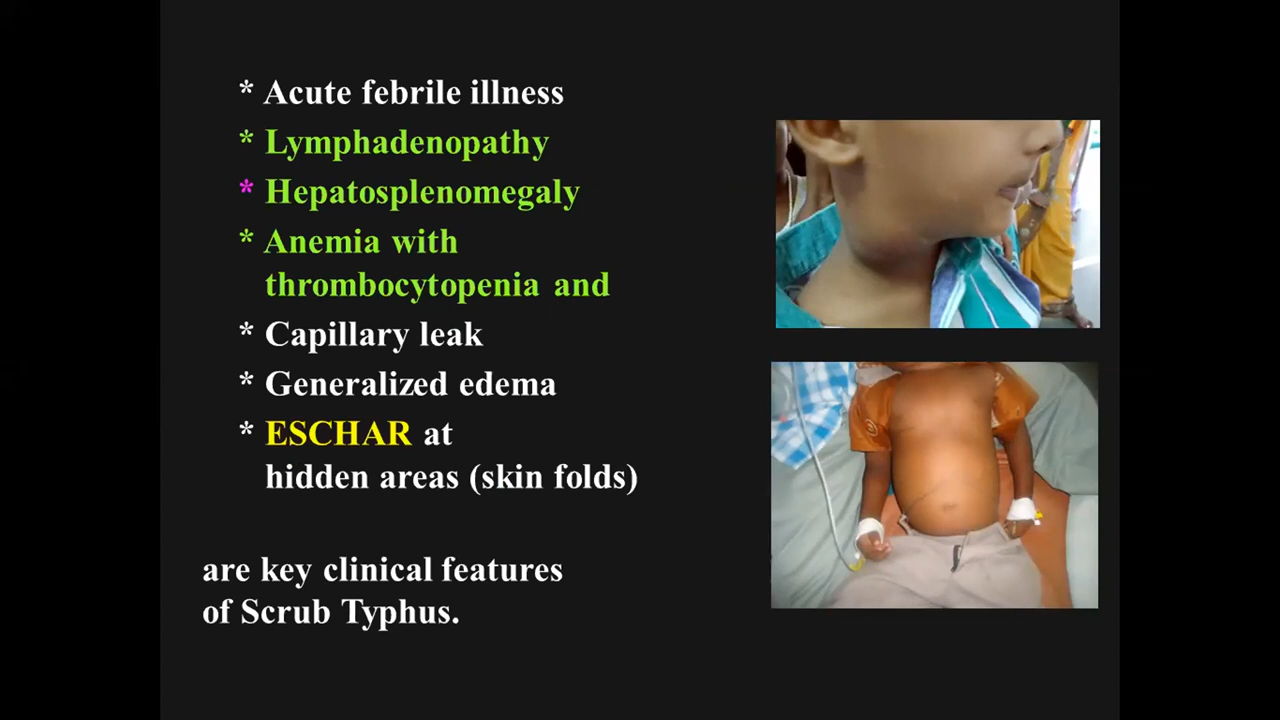 * Acute febrile illness
* Lymphadenopathy
* Hepatosplenomegaly
* Anemia with
thrombocytopenia and
* Capillary leak
* Generalized edema
* ESCHAR at
hidden areas (skin folds)
are key clinical features
of Scrub Typhus.